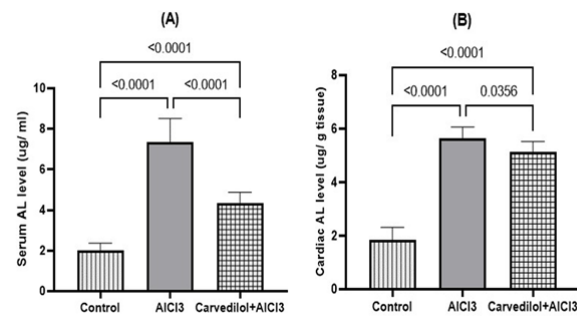 (A)
<0.0001
<0.0001 <0.0001
Serum AL level (ug/ ml)
10
8
6
4
2
0
Control AlCl3 Carvedilol+AlCl3
(B)
<0.0001
<0.0001 0.0356
Cardiac AL level (ug/ g tissue)
8
6
4
2
0
Control AlCl3 Carvedilol+AlCl3